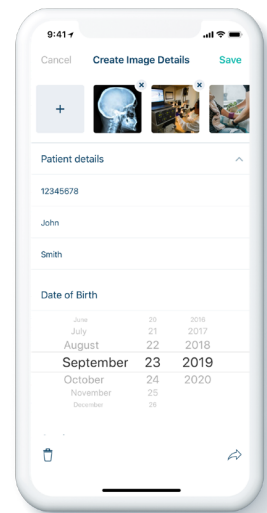 9:41
Cancel Create Image Details Save
+
Patient details
12345678
John
Smith
Date of Birth
June 20 2016
July 21 2017
August 22 2018
September 23 2019
October 24 2020
November 25
December 26